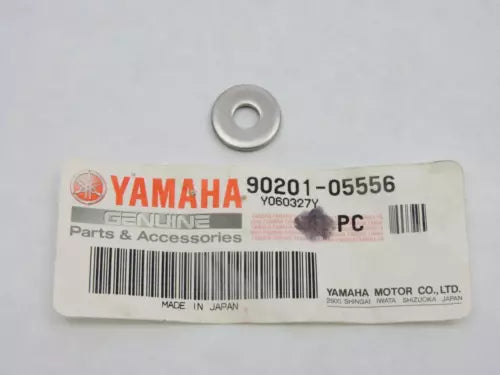 YAMAHA 90201-05556
Y060327Y
GENUINE
PC
Parts & Accessories
MADE IN JAPAN
YAMAHA MOTOR CO., LTD.
2500 SHINGAI IWATA SHIZUOKA JAPAN